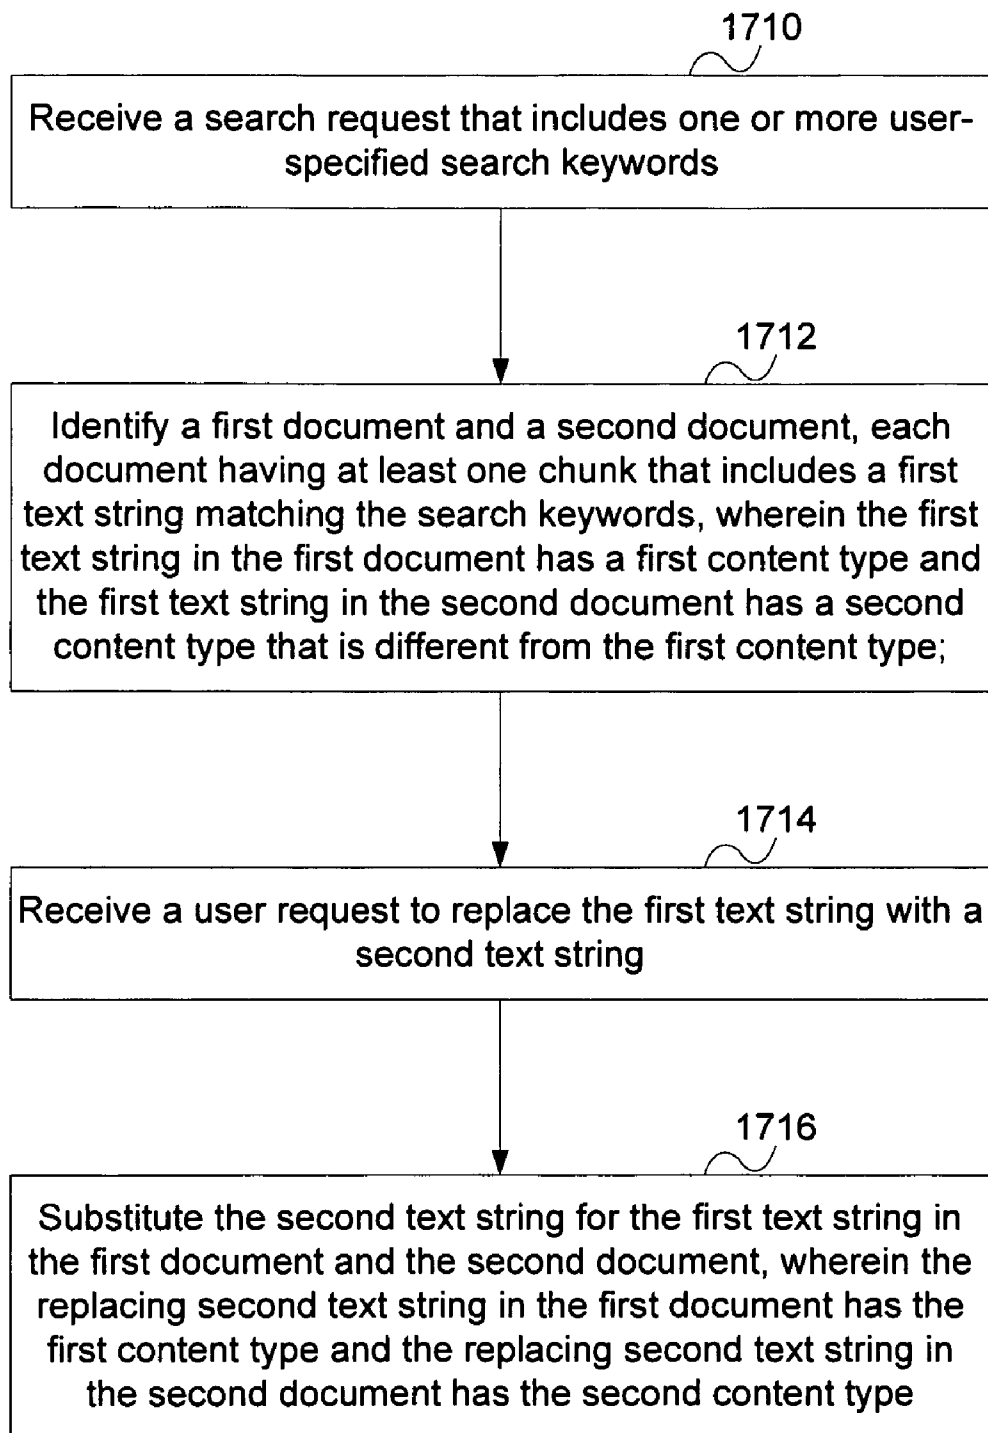 1710
Receive a search request that includes one or more user-
specified search keywords
1712
Identify a first document and a second document, each
document having at least one chunk that includes a first
text string matching the search keywords, wherein the first
text string in the first document has a first content type and
the first text string in the second document has a second
content type that is different from the first content type;
1714
Receive a user request to replace the first text string with a
second text string
1716
Substitute the second text string for the first text string in
the first document and the second document, wherein the
replacing second text string in the first document has the
first content type and the replacing second text string in
the second document has the second content type